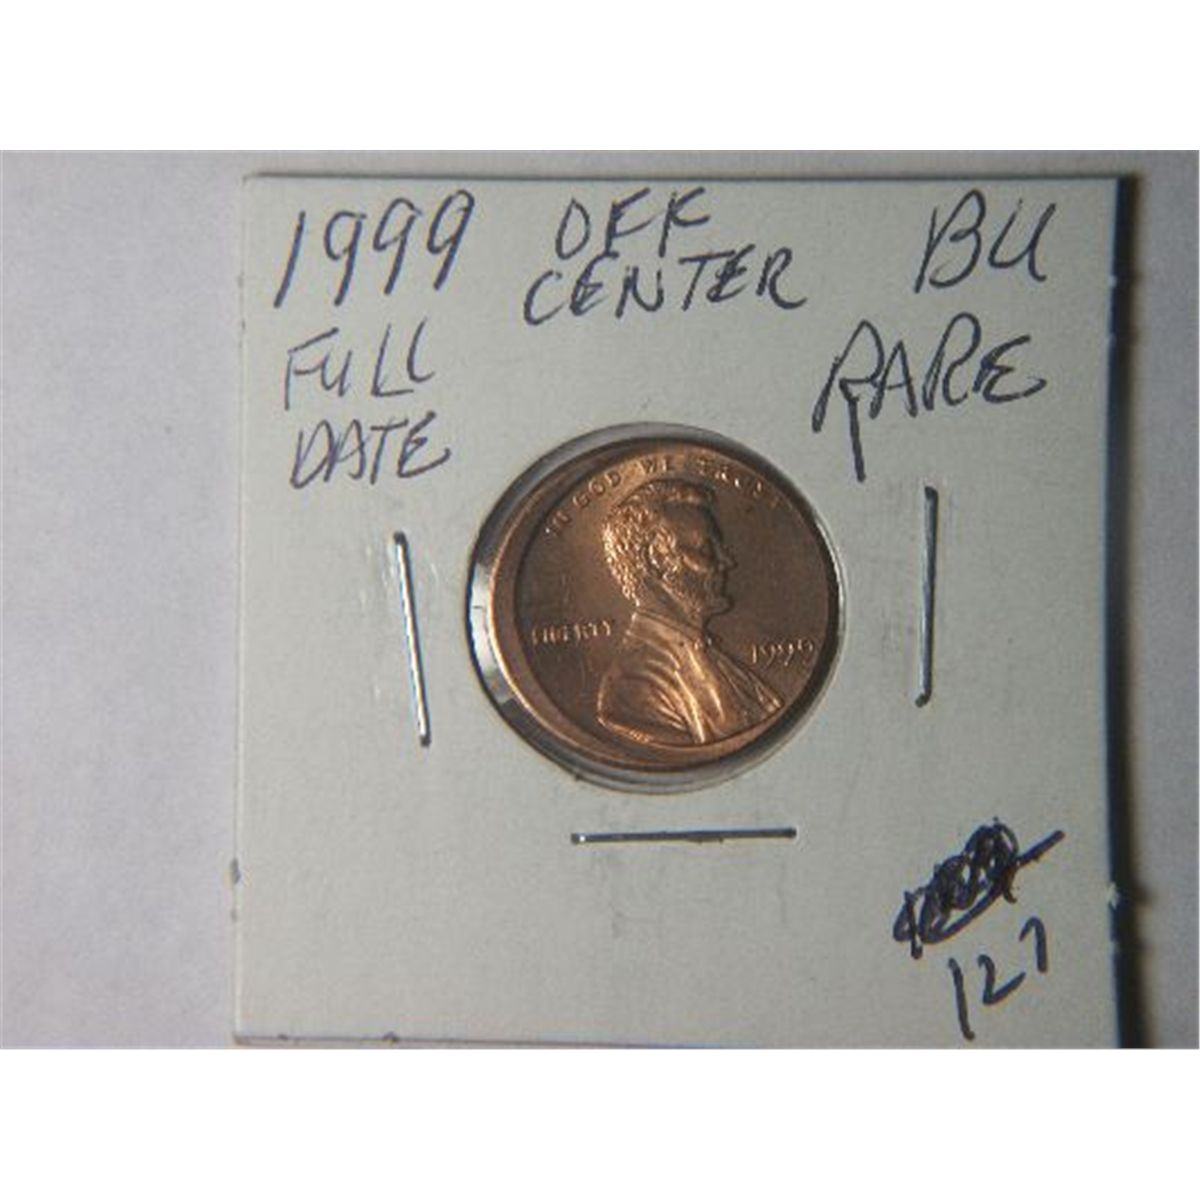 1999 OFF CENTER BU
FULL DATE
RARE
IN GOD WE TRUST
LIBERTY
1999
127